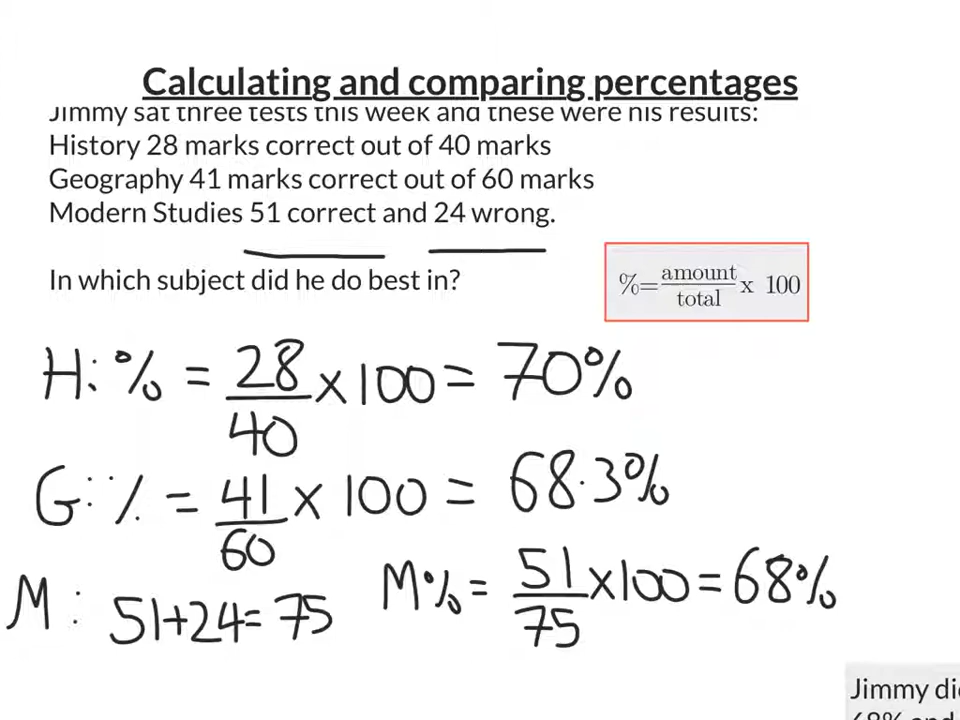 Calculating and comparing percentages
Jimmy sat three tests this week and these were his results:
History 28 marks correct out of 40 marks
Geography 41 marks correct out of 60 marks
Modern Studies 51 correct and 24 wrong.
In which subject did he do best in?
%= amount/total x 100
H: % = 28/40 x 100 = 70%
G: % = 41/60 x 100 = 68.3%
M: 51+24= 75
M% = 51/75 x100 = 68%
Jimmy di
68% and